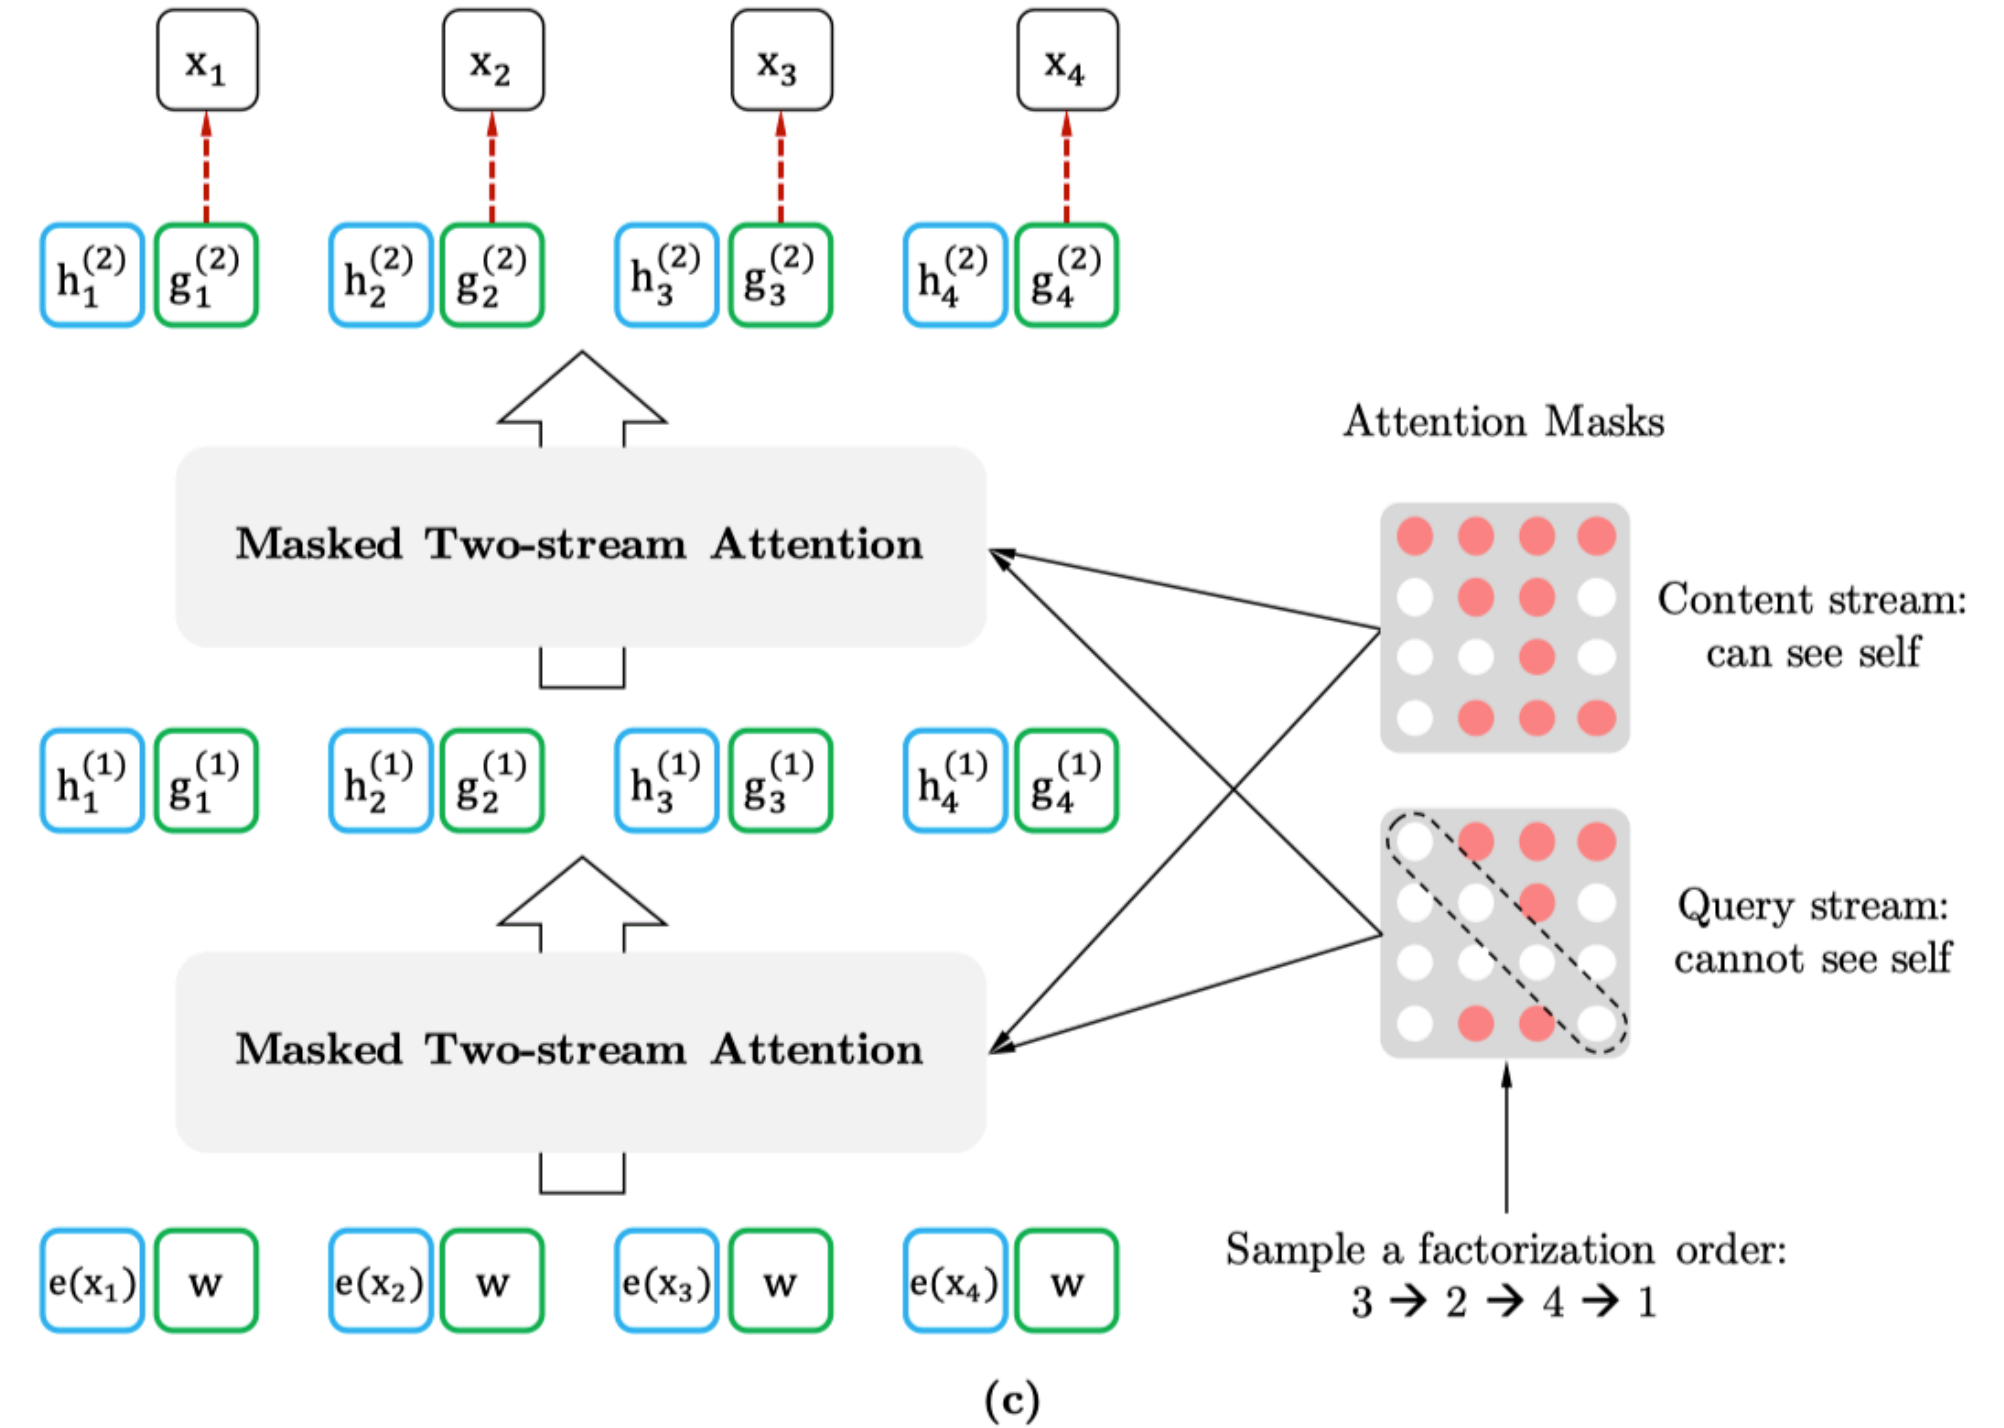 x₁ x₂ x₃ x₄
h₁⁽²⁾ g₁⁽²⁾ h₂⁽²⁾ g₂⁽²⁾ h₃⁽²⁾ g₃⁽²⁾ h₄⁽²⁾ g₄⁽²⁾
Attention Masks
Masked Two-stream Attention
Content stream:
can see self
h₁⁽¹⁾ g₁⁽¹⁾ h₂⁽¹⁾ g₂⁽¹⁾ h₃⁽¹⁾ g₃⁽¹⁾ h₄⁽¹⁾ g₄⁽¹⁾
Query stream:
cannot see self
Masked Two-stream Attention
Sample a factorization order:
3 → 2 → 4 → 1
e(x₁) w e(x₂) w e(x₃) w e(x₄) w
(c)